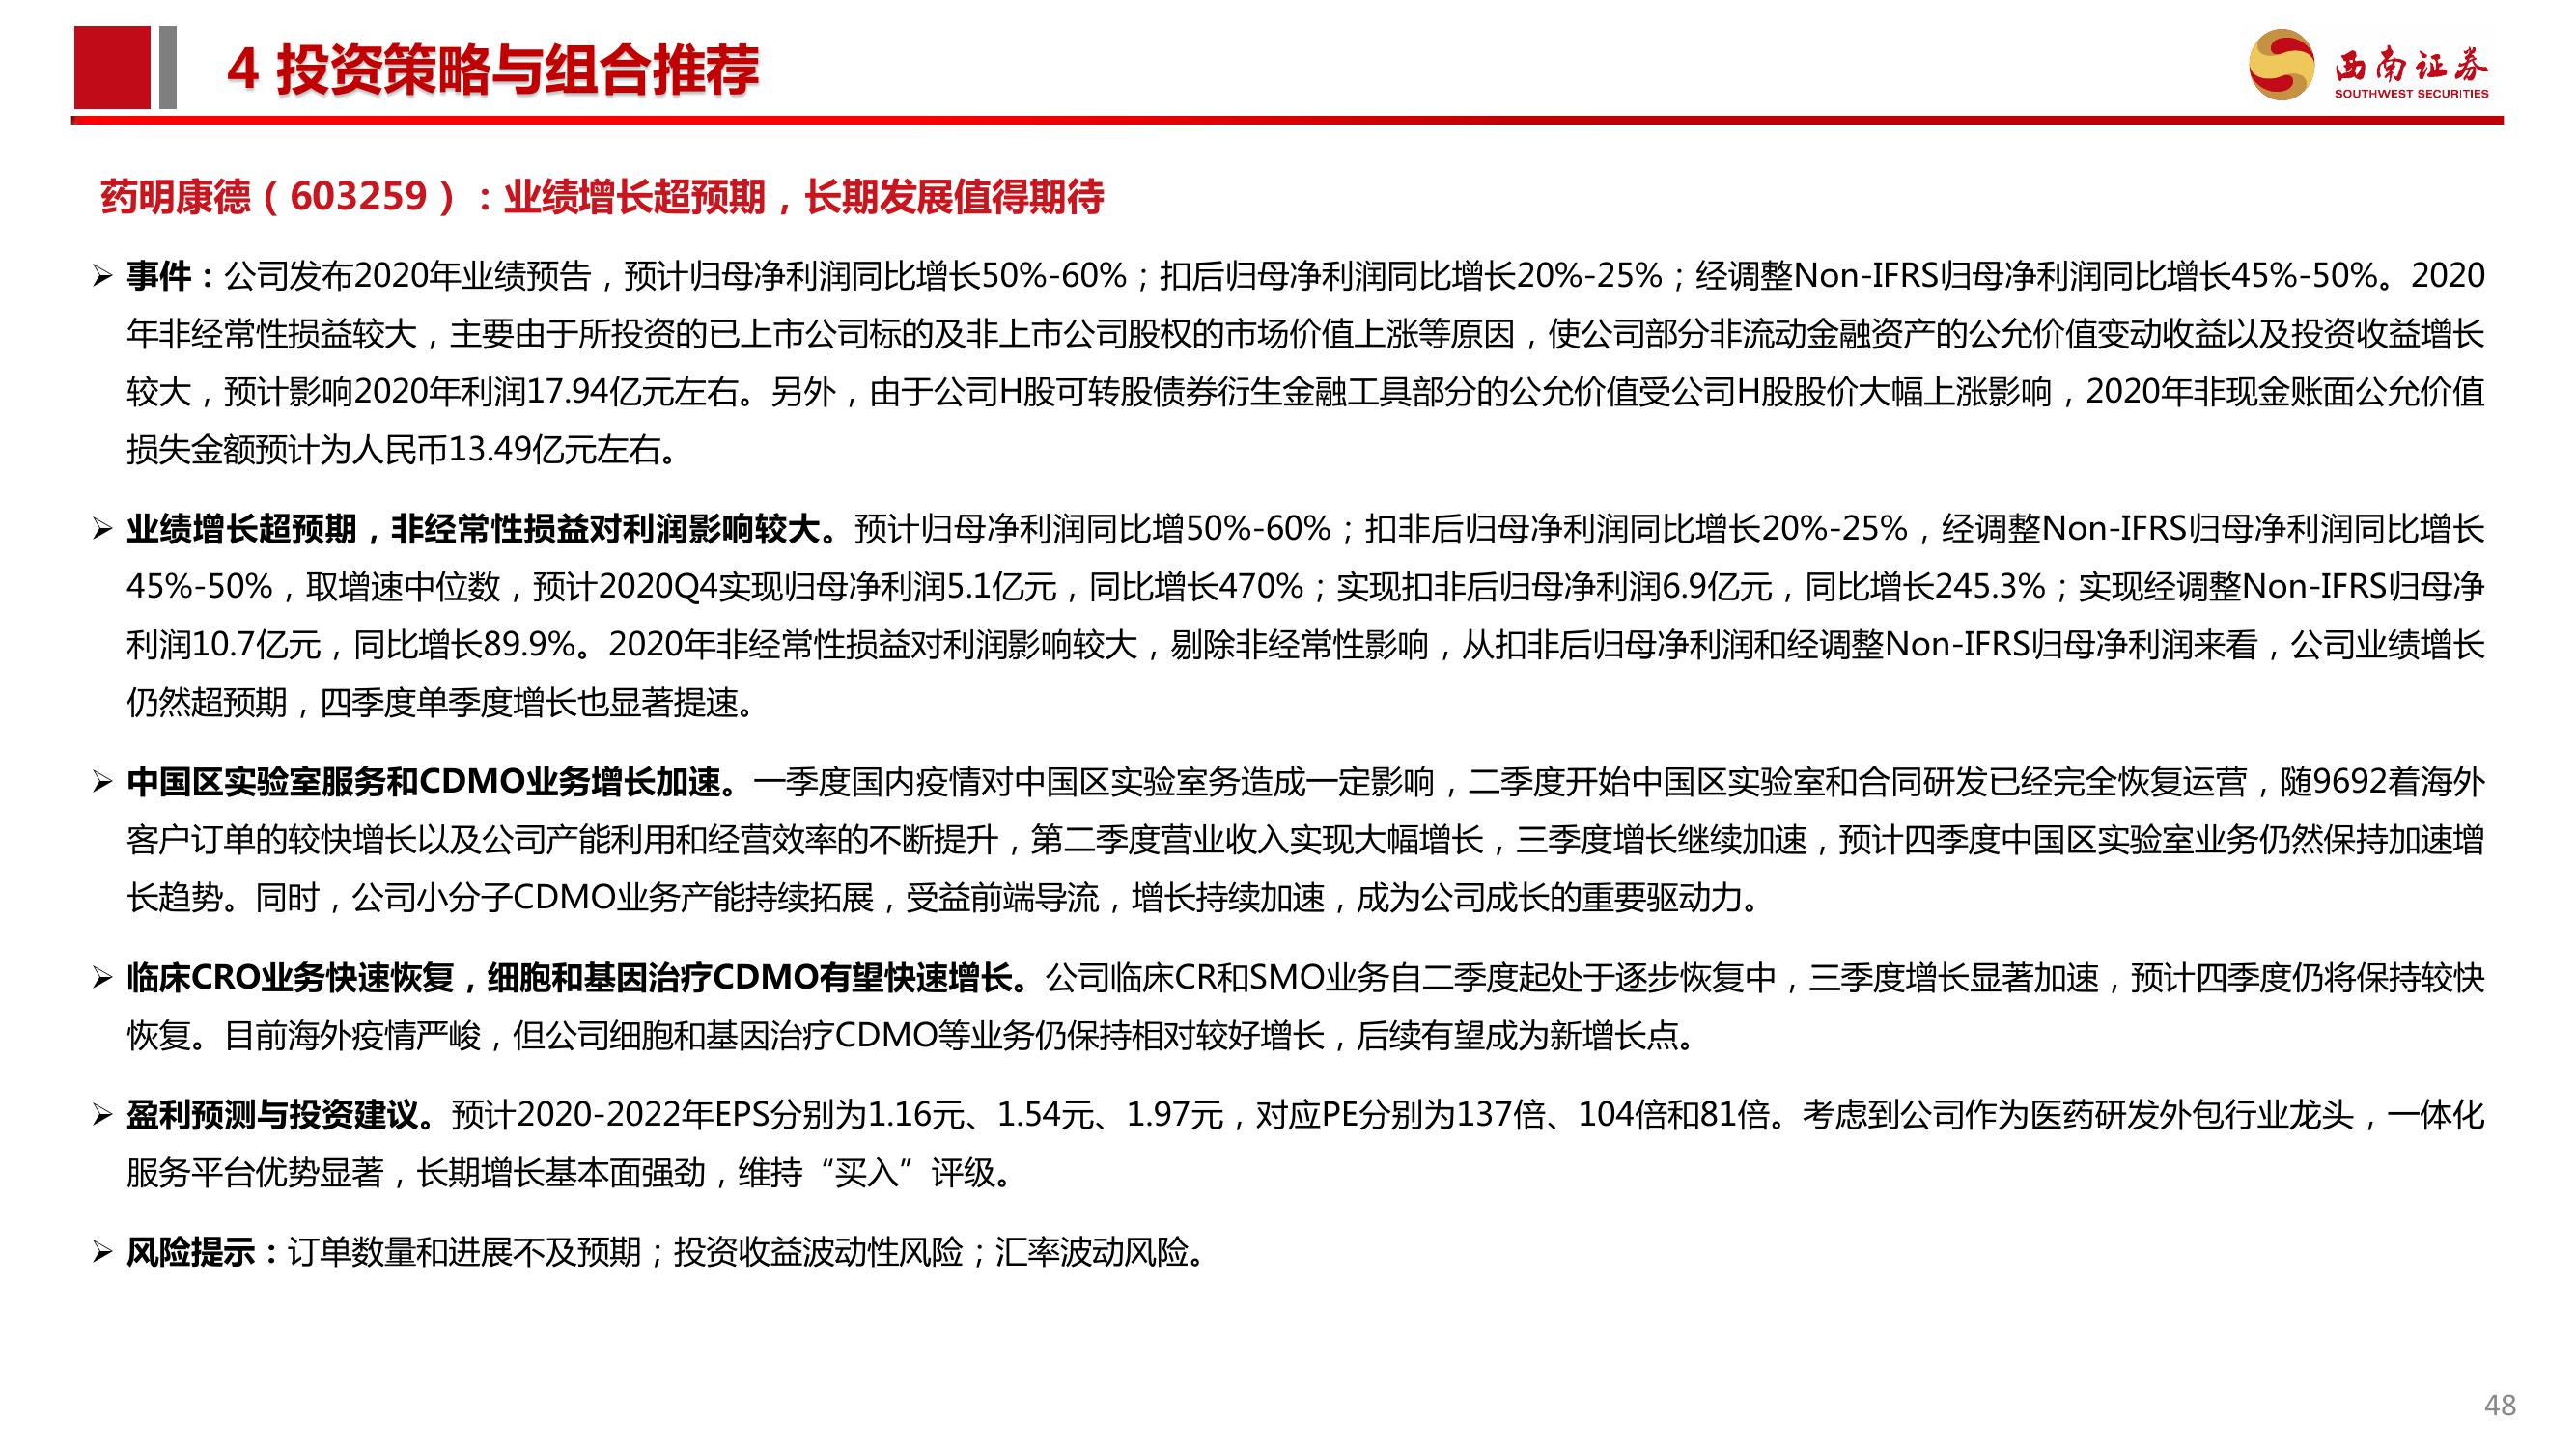 4 投资策略与组合推荐
西南证券
SOUTHWEST SECURITIES
药明康德（603259）：业绩增长超预期，长期发展值得期待
➢ 事件：公司发布2020年业绩预告，预计归母净利润同比增长50%-60%；扣后归母净利润同比增长20%-25%；经调整Non-IFRS归母净利润同比增长45%-50%。2020
年非经常性损益较大，主要由于所投资的已上市公司标的及非上市公司股权的市场价值上涨等原因，使公司部分非流动金融资产的公允价值变动收益以及投资收益增长
较大，预计影响2020年利润17.94亿元左右。另外，由于公司H股可转股债券衍生金融工具部分的公允价值受公司H股股价大幅上涨影响，2020年非现金账面公允价值
损失金额预计为人民币13.49亿元左右。
➢ 业绩增长超预期，非经常性损益对利润影响较大。预计归母净利润同比增50%-60%；扣非后归母净利润同比增长20%-25%，经调整Non-IFRS归母净利润同比增长
45%-50%，取增速中位数，预计2020Q4实现归母净利润5.1亿元，同比增长470%；实现扣非后归母净利润6.9亿元，同比增长245.3%；实现经调整Non-IFRS归母净
利润10.7亿元，同比增长89.9%。2020年非经常性损益对利润影响较大，剔除非经常性影响，从扣非后归母净利润和经调整Non-IFRS归母净利润来看，公司业绩增长
仍然超预期，四季度单季度增长也显著提速。
➢ 中国区实验室服务和CDMO业务增长加速。一季度国内疫情对中国区实验室务造成一定影响，二季度开始中国区实验室和合同研发已经完全恢复运营，随9692着海外
客户订单的较快增长以及公司产能利用和经营效率的不断提升，第二季度营业收入实现大幅增长，三季度增长继续加速，预计四季度中国区实验室业务仍然保持加速增
长趋势。同时，公司小分子CDMO业务产能持续拓展，受益前端导流，增长持续加速，成为公司成长的重要驱动力。
➢ 临床CRO业务快速恢复，细胞和基因治疗CDMO有望快速增长。公司临床CR和SMO业务自二季度起处于逐步恢复中，三季度增长显著加速，预计四季度仍将保持较快
恢复。目前海外疫情严峻，但公司细胞和基因治疗CDMO等业务仍保持相对较好增长，后续有望成为新增长点。
➢ 盈利预测与投资建议。预计2020-2022年EPS分别为1.16元、1.54元、1.97元，对应PE分别为137倍、104倍和81倍。考虑到公司作为医药研发外包行业龙头，一体化
服务平台优势显著，长期增长基本面强劲，维持“买入”评级。
➢ 风险提示：订单数量和进展不及预期；投资收益波动性风险；汇率波动风险。
48